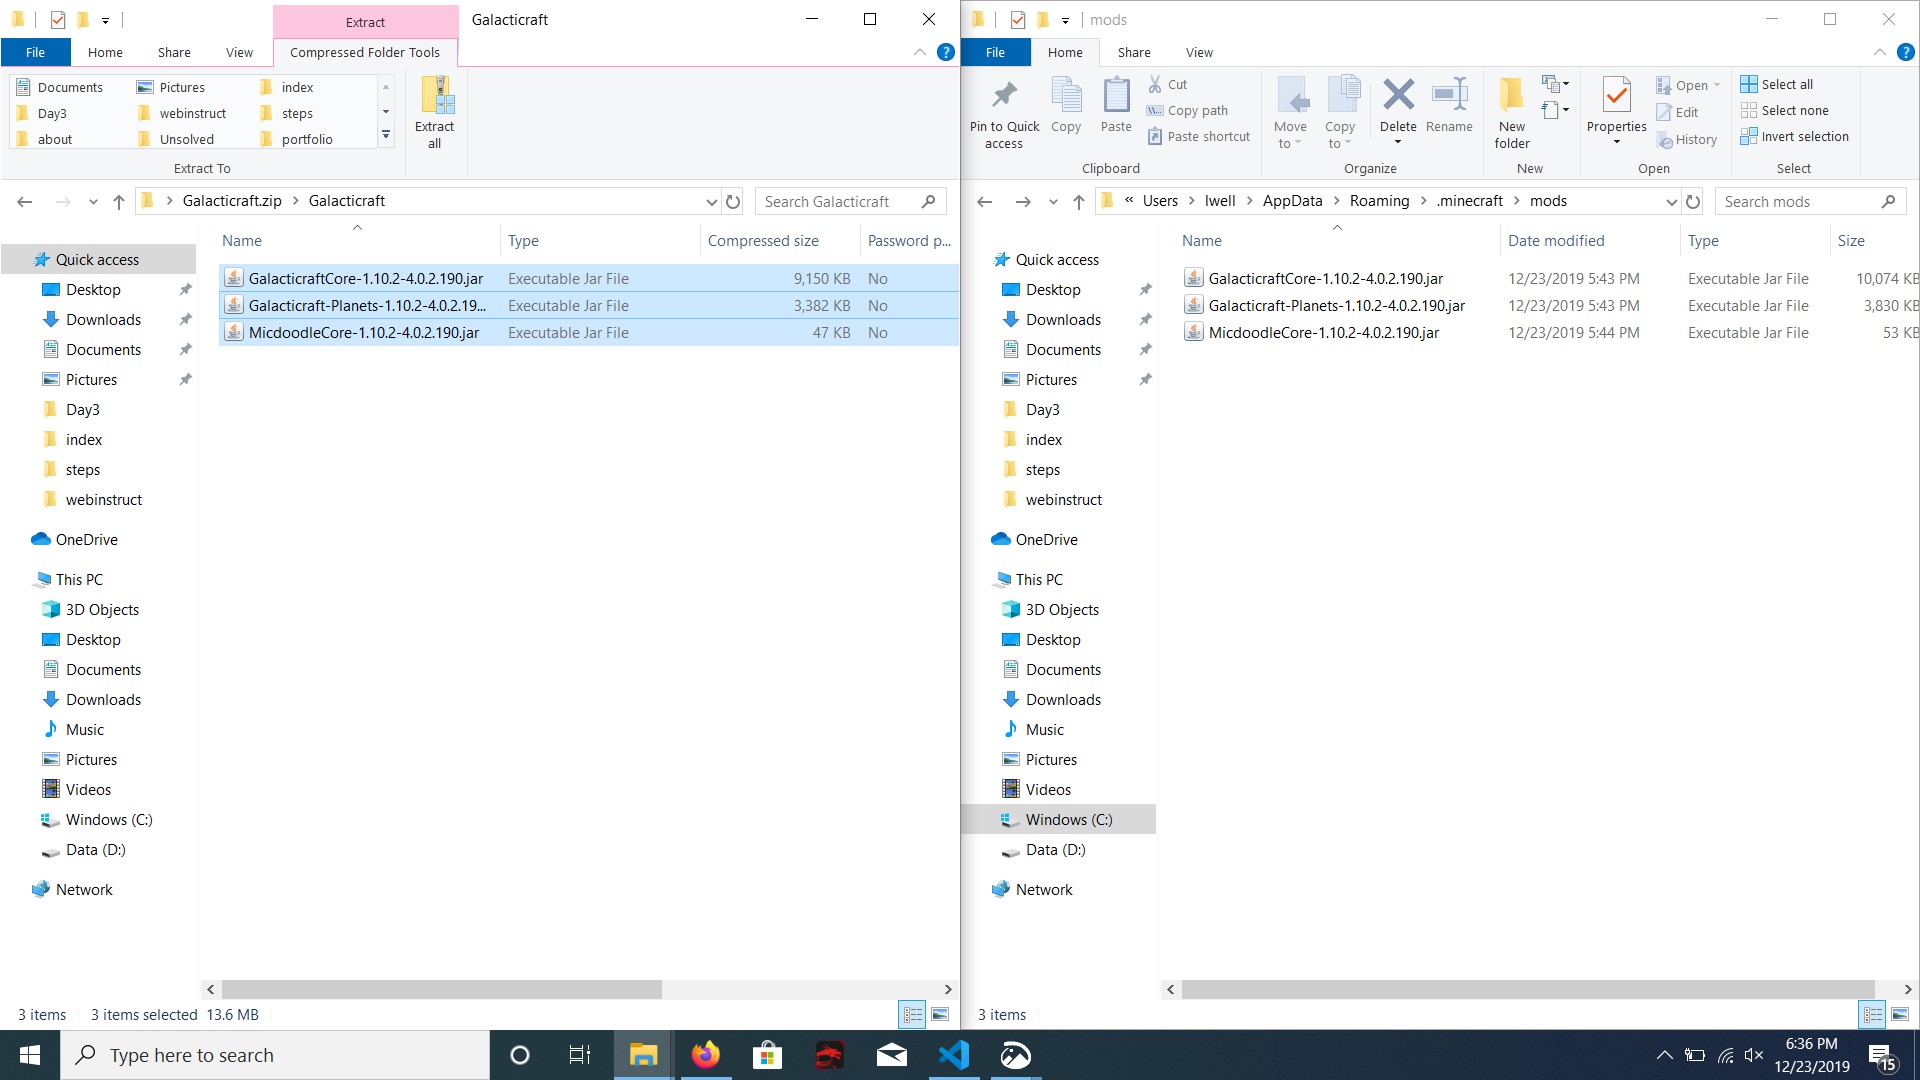 Extract
Galacticraft
File
Home
Share
View
Compressed Folder Tools
Documents
Pictures
index
Day3
webinstruct
steps
about
Unsolved
portfolio
Extract To
Extract
all
Galacticraft.zip
Galacticraft
Search Galacticraft
Name
Type
Compressed size
Password p...
GalacticraftCore-1.10.2-4.0.2.190.jar
Executable Jar File
9,150 KB
No
Galacticraft-Planets-1.10.2-4.0.2.19...
Executable Jar File
3,382 KB
No
MicdoodleCore-1.10.2-4.0.2.190.jar
Executable Jar File
47 KB
No
Quick access
Desktop
Downloads
Documents
Pictures
Day3
index
steps
webinstruct
OneDrive
This PC
3D Objects
Desktop
Documents
Downloads
Music
Pictures
Videos
Windows (C:)
Data (D:)
Network
3 items
3 items selected 13.6 MB
mods
File
Home
Share
View
Pin to Quick
access
Copy
Paste
Cut
Copy path
Paste shortcut
Clipboard
Move
to
Copy
to
Delete
Rename
Organize
New
folder
New
Properties
Open
Edit
History
Open
Select all
Select none
Invert selection
Select
« Users
lwell
AppData
Roaming
.minecraft
mods
Search mods
Name
Date modified
Type
Size
GalacticraftCore-1.10.2-4.0.2.190.jar
12/23/2019 5:43 PM
Executable Jar File
10,074 KB
Galacticraft-Planets-1.10.2-4.0.2.190.jar
12/23/2019 5:43 PM
Executable Jar File
3,830 KB
MicdoodleCore-1.10.2-4.0.2.190.jar
12/23/2019 5:44 PM
Executable Jar File
53 KB
Quick access
Desktop
Downloads
Documents
Pictures
Day3
index
steps
webinstruct
OneDrive
This PC
3D Objects
Desktop
Documents
Downloads
Music
Pictures
Videos
Windows (C:)
Data (D:)
Network
3 items
Type here to search
6:36 PM
12/23/2019
15